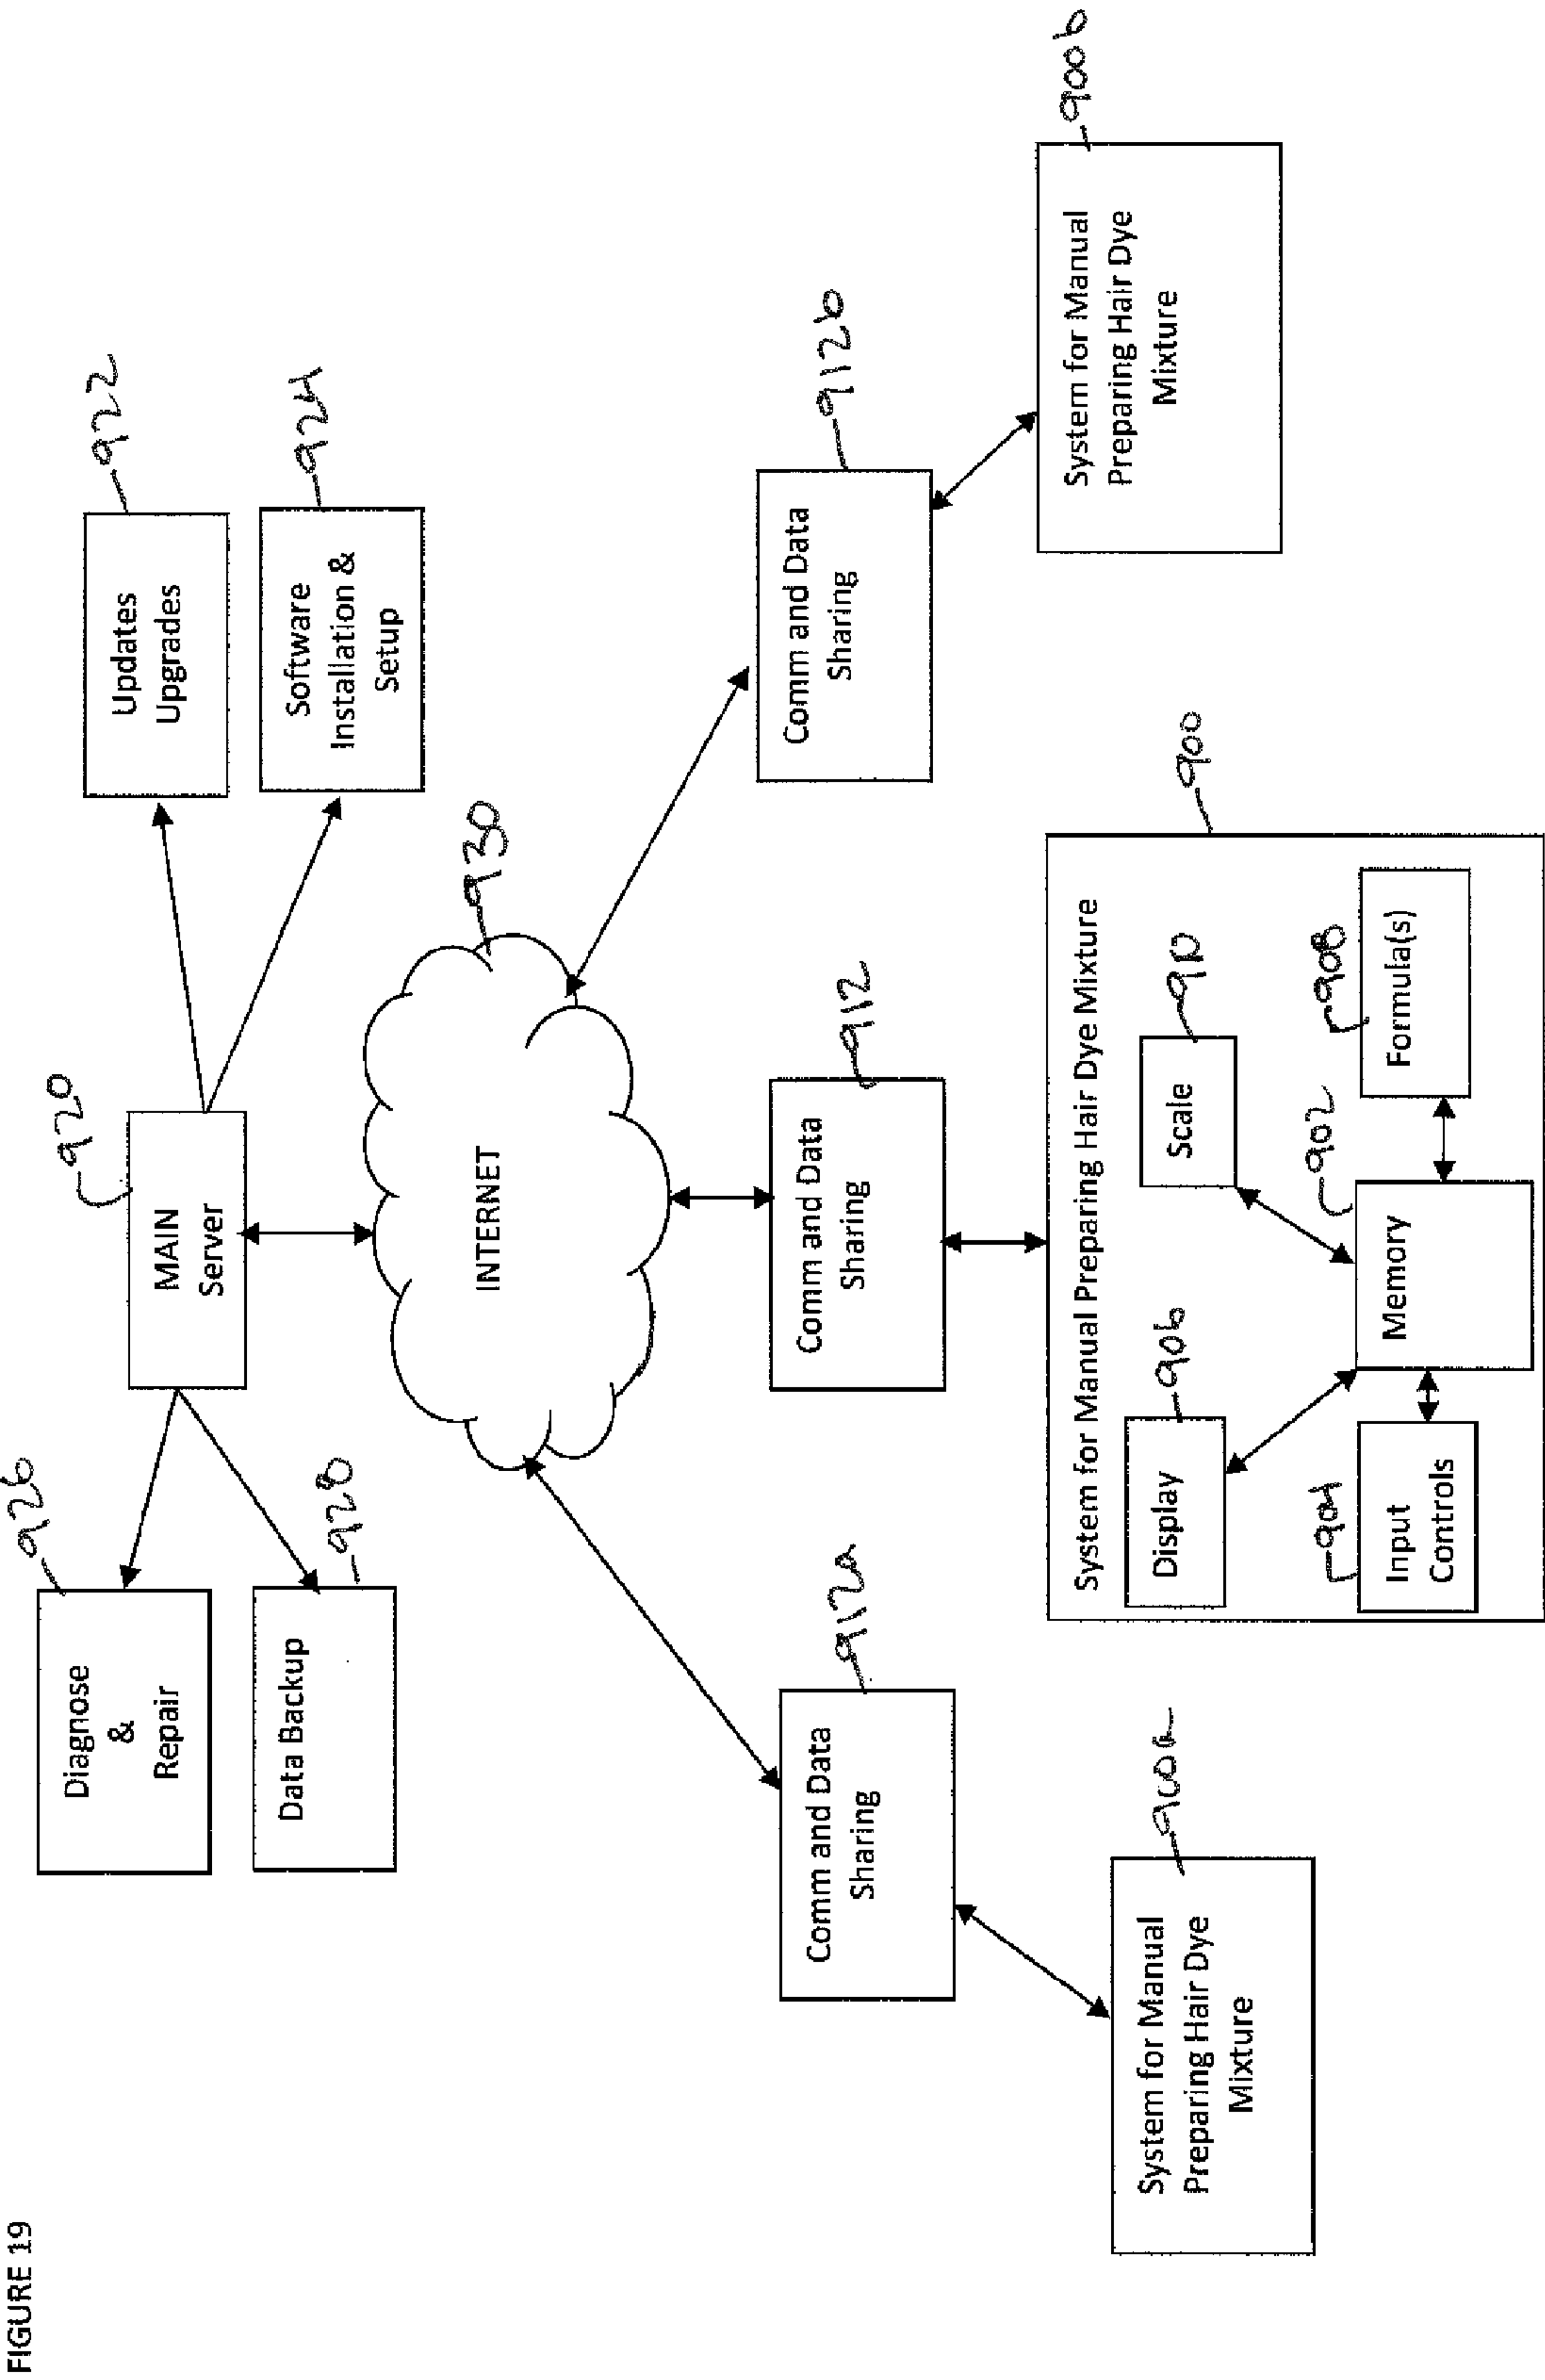 FIGURE 19
926
Diagnose
&
Repair
928
Data Backup
920
MAIN
Server
922
Updates
Upgrades
924
Software
Installation &
Setup
930
INTERNET
912a
Comm and Data
Sharing
912
Comm and Data
Sharing
912b
Comm and Data
Sharing
900a
System for Manual
Preparing Hair Dye
Mixture
900
System for Manual Preparing Hair Dye Mixture
906
Display
910
Scale
904
Input
Controls
902
Memory
908
Formula(s)
900b
System for Manual
Preparing Hair Dye
Mixture